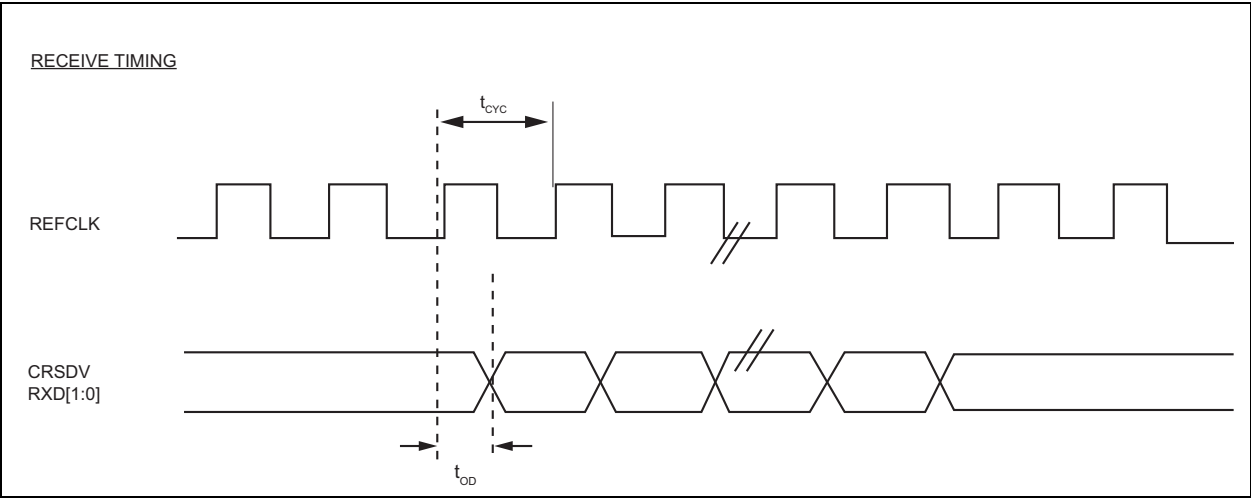 RECEIVE TIMING
tCYC
REFCLK
CRSDV
RXD[1:0]
tOD